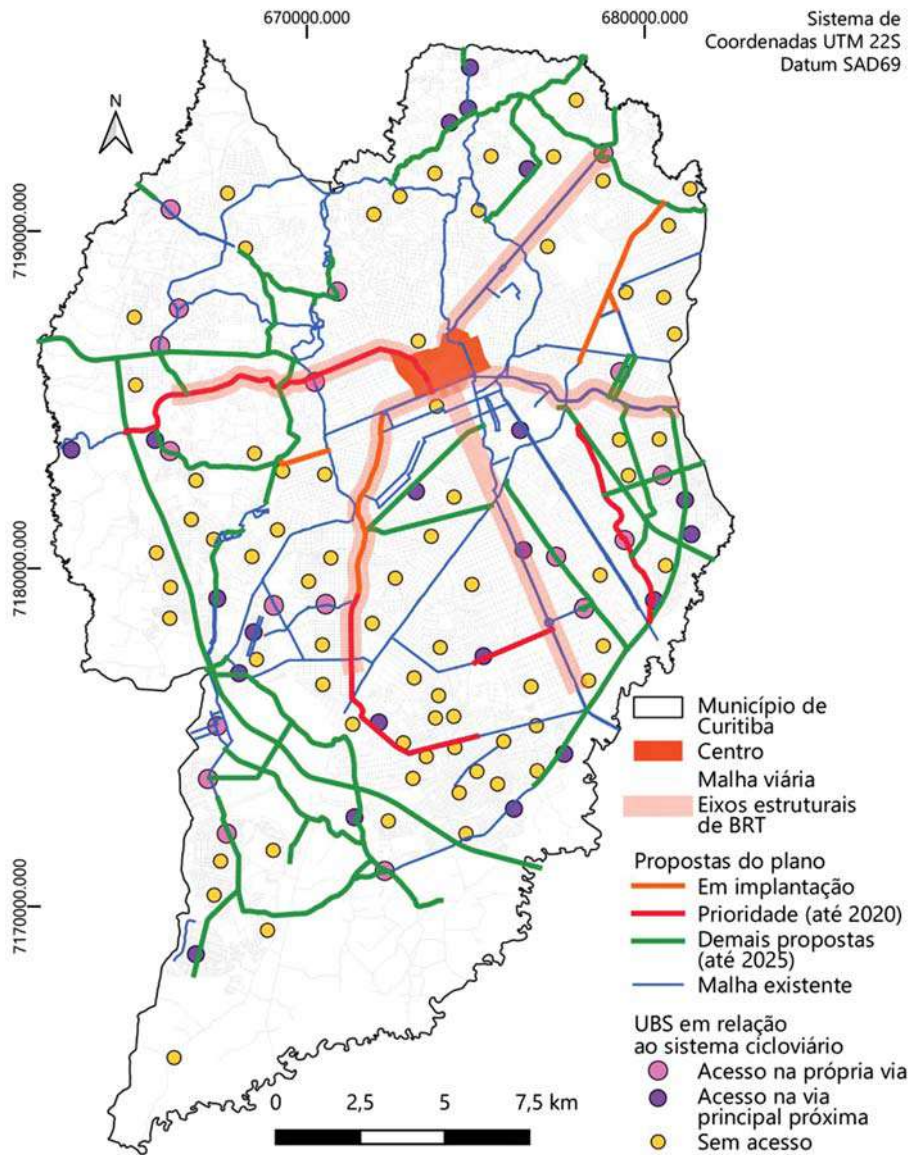 670000.000
680000.000
Sistema de
Coordenadas UTM 22S
Datum SAD69
N
7190000.000
7180000.000
7170000.000
Município de
Curitiba
Centro
Malha viária
Eixos estruturais
de BRT
Propostas do plano
Em implantação
Prioridade (até 2020)
Demais propostas
(até 2025)
Malha existente
UBS em relação
ao sistema cicloviário
Acesso na própria via
Acesso na via
principal próxima
Sem acesso
0 2,5 5 7,5 km